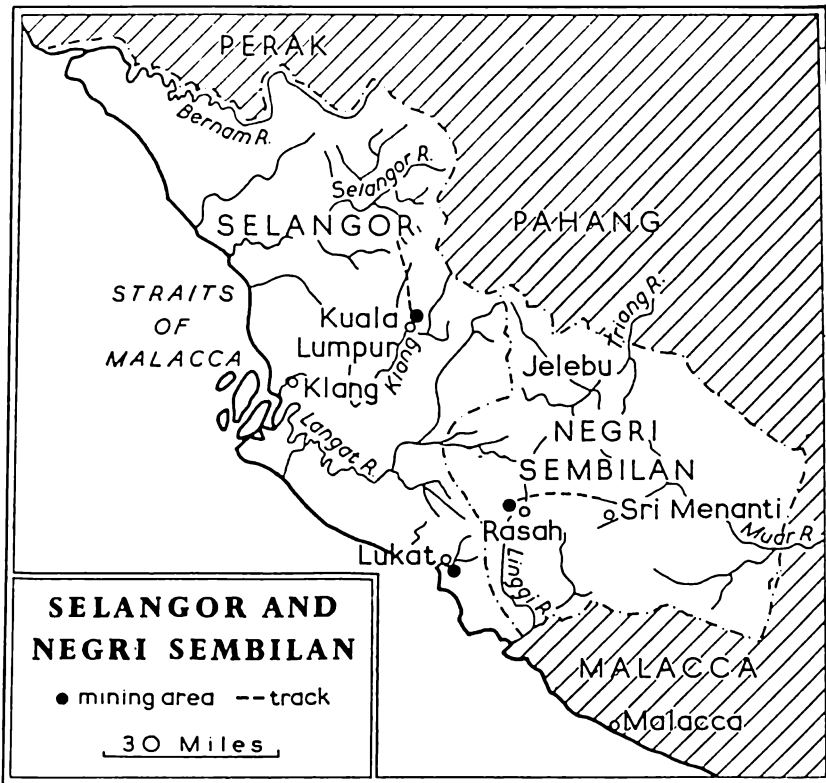 PERAK
Bernam R.
Selangor R.
SELANGOR
PAHANG
STRAITS
OF
MALACCA
Kuala
Lumpur
Klang
Klang
Triang R.
Jelebu
Langat R.
NEGRI
SEMBILAN
Sri Menanti
Rasah
Muar R.
Lukat
Linggi R.
MALACCA
Malacca
SELANGOR AND
NEGRI SEMBILAN
mining area track
30 Miles